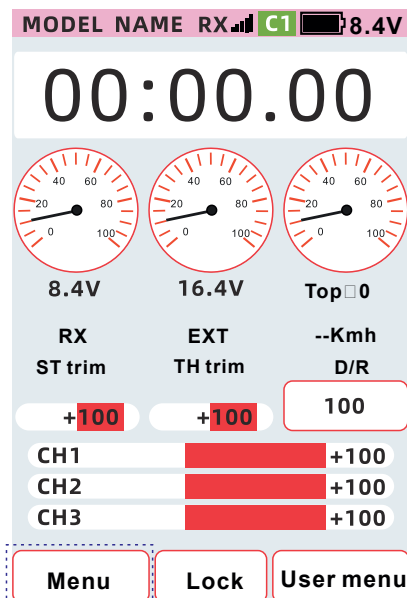 MODEL NAME RX C1 8.4V
00:00.00
40 60 40 60 40 60
20 80 20 80 20 80
0 100 0 100 0 100
8.4V 16.4V Top□0
RX EXT --Kmh
ST trim TH trim D/R
+100 +100 100
CH1 +100
CH2 +100
CH3 +100
Menu Lock User menu